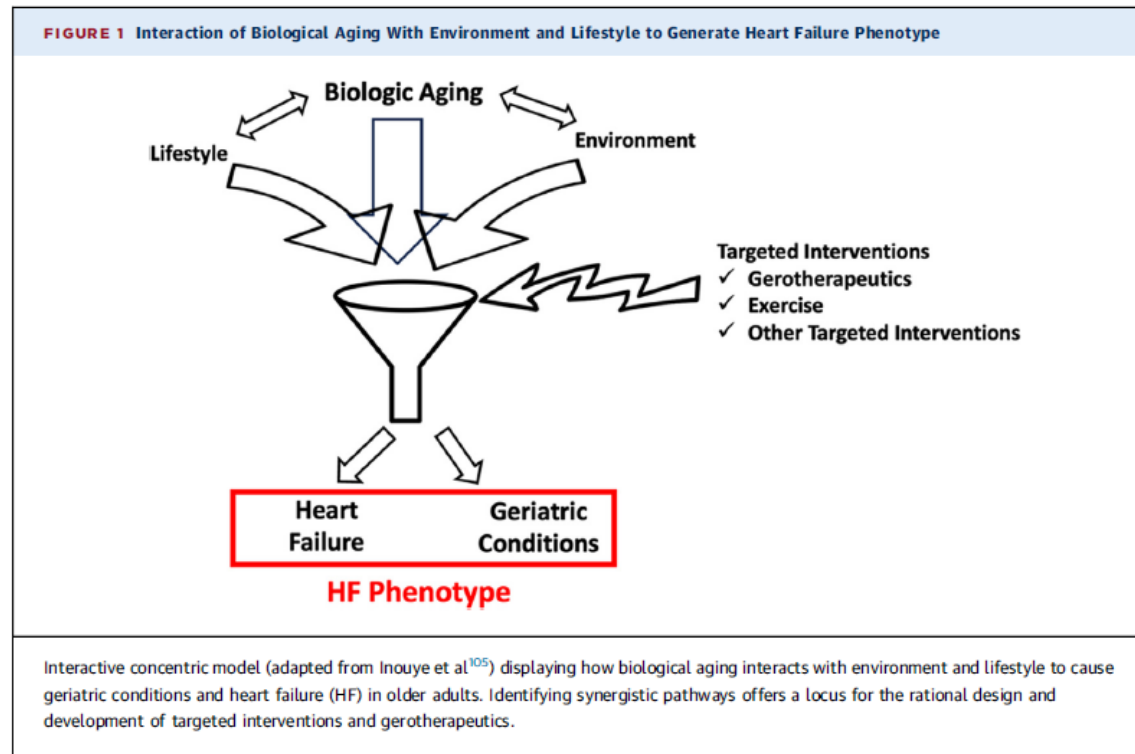 FIGURE 1 Interaction of Biological Aging With Environment and Lifestyle to Generate Heart Failure Phenotype
Biologic Aging
Lifestyle
Environment
Targeted Interventions
✓ Gerotherapeutics
✓ Exercise
✓ Other Targeted Interventions
Heart
Failure
Geriatric
Conditions
HF Phenotype
Interactive concentric model (adapted from Inouye et al105) displaying how biological aging interacts with environment and lifestyle to cause
geriatric conditions and heart failure (HF) in older adults. Identifying synergistic pathways offers a locus for the rational design and
development of targeted interventions and gerotherapeutics.